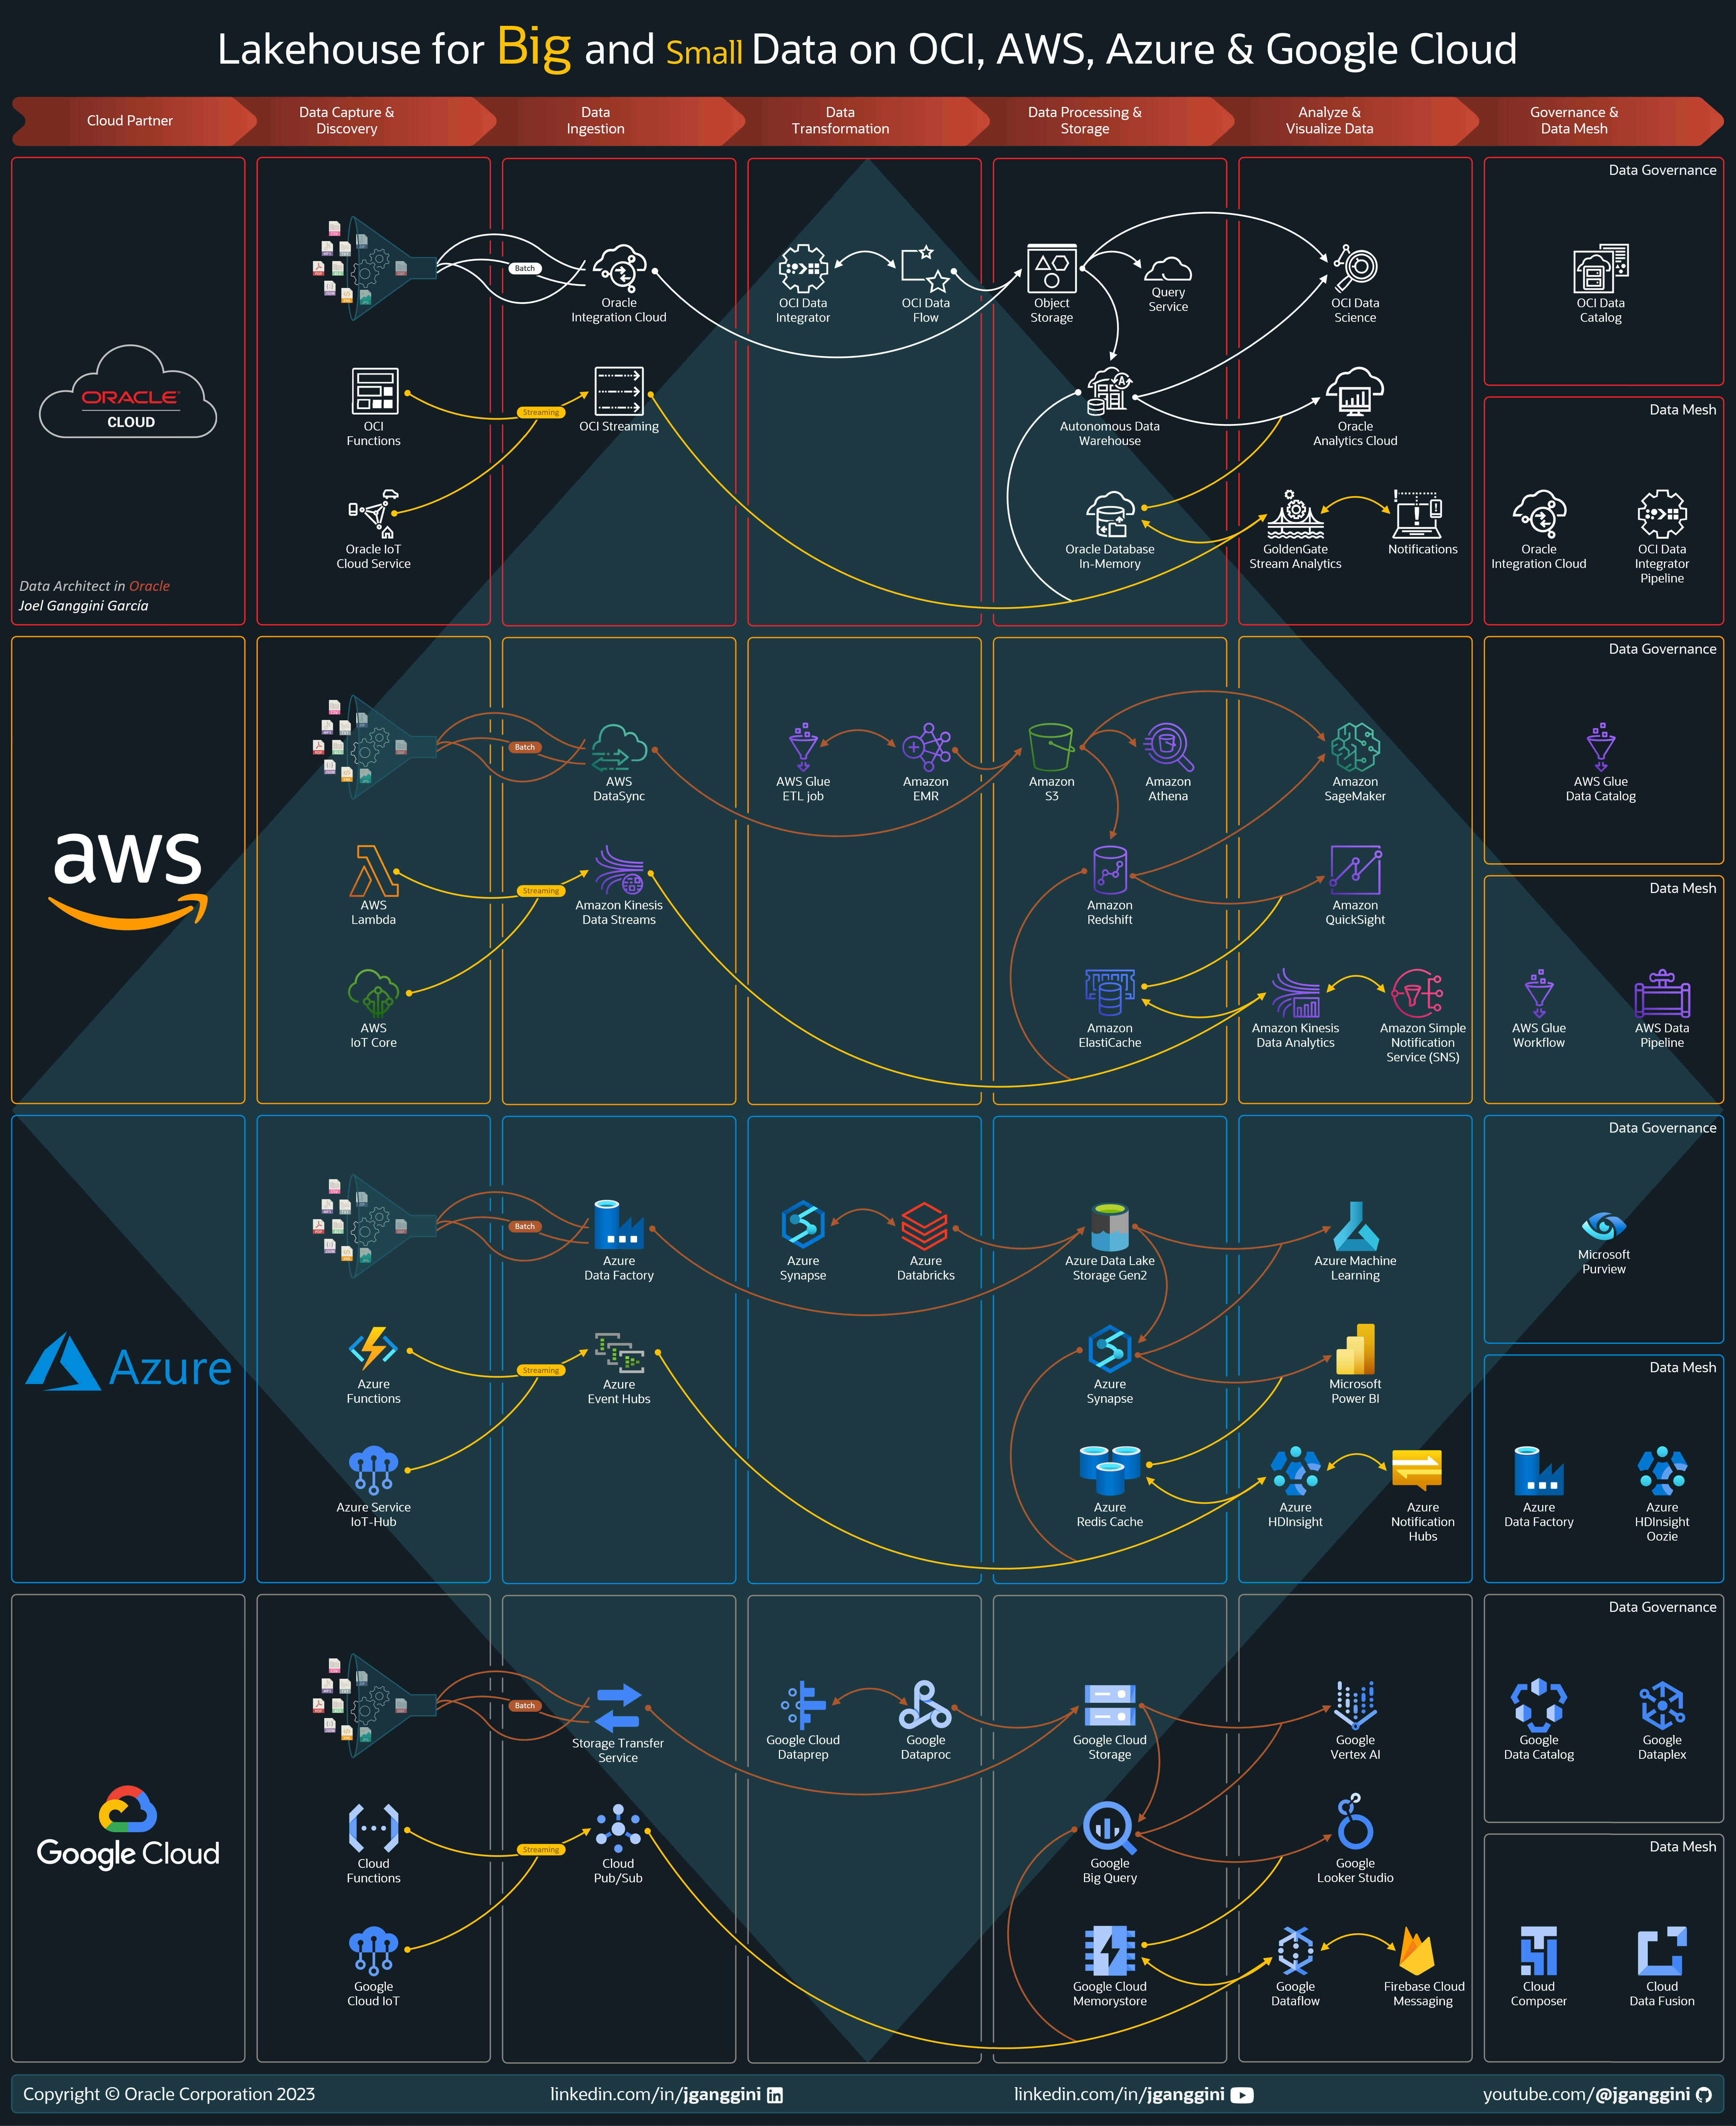 Lakehouse for Big and Small Data on OCI, AWS, Azure & Google Cloud
Cloud Partner
Data Capture &
Discovery
Data
Ingestion
Data
Transformation
Data Processing &
Storage
Analyze &
Visualize Data
Governance &
Data Mesh
ORACLE
CLOUD
Data Architect in Oracle
Joel Ganggini García
Batch
Oracle
Integration Cloud
OCI Data
Integrator
OCI Data
Flow
Object
Storage
Query
Service
OCI Data
Science
Data Governance
OCI Data
Catalog
OCI
Functions
Streaming
OCI Streaming
Autonomous Data
Warehouse
Oracle
Analytics Cloud
Data Mesh
Oracle IoT
Cloud Service
Oracle Database
In-Memory
GoldenGate
Stream Analytics
Notifications
Oracle
Integration Cloud
OCI Data
Integrator
Pipeline
aws
Batch
AWS
DataSync
AWS Glue
ETL job
Amazon
EMR
Amazon
S3
Amazon
Athena
Amazon
SageMaker
Data Governance
AWS Glue
Data Catalog
AWS
Lambda
Streaming
Amazon Kinesis
Data Streams
Amazon
Redshift
Amazon
QuickSight
Data Mesh
AWS
IoT Core
Amazon
ElastiCache
Amazon Kinesis
Data Analytics
Amazon Simple
Notification
Service (SNS)
AWS Glue
Workflow
AWS Data
Pipeline
Azure
Batch
Azure
Data Factory
Azure
Synapse
Azure
Databricks
Azure Data Lake
Storage Gen2
Azure Machine
Learning
Data Governance
Microsoft
Purview
Azure
Functions
Streaming
Azure
Event Hubs
Azure
Synapse
Microsoft
Power BI
Data Mesh
Azure Service
IoT-Hub
Azure
Redis Cache
Azure
HDInsight
Azure
Notification
Hubs
Azure
Data Factory
Azure
HDInsight
Oozie
Google Cloud
Batch
Storage Transfer
Service
Google Cloud
Dataprep
Google
Dataproc
Google Cloud
Storage
Google
Vertex AI
Data Governance
Google
Data Catalog
Google
Dataplex
Cloud
Functions
Streaming
Cloud
Pub/Sub
Google
Big Query
Google
Looker Studio
Data Mesh
Google
Cloud IoT
Google Cloud
Memorystore
Google
Dataflow
Firebase Cloud
Messaging
Cloud
Composer
Cloud
Data Fusion
Copyright © Oracle Corporation 2023
linkedin.com/in/jganggini
linkedin.com/in/jganggini
youtube.com/@jganggini